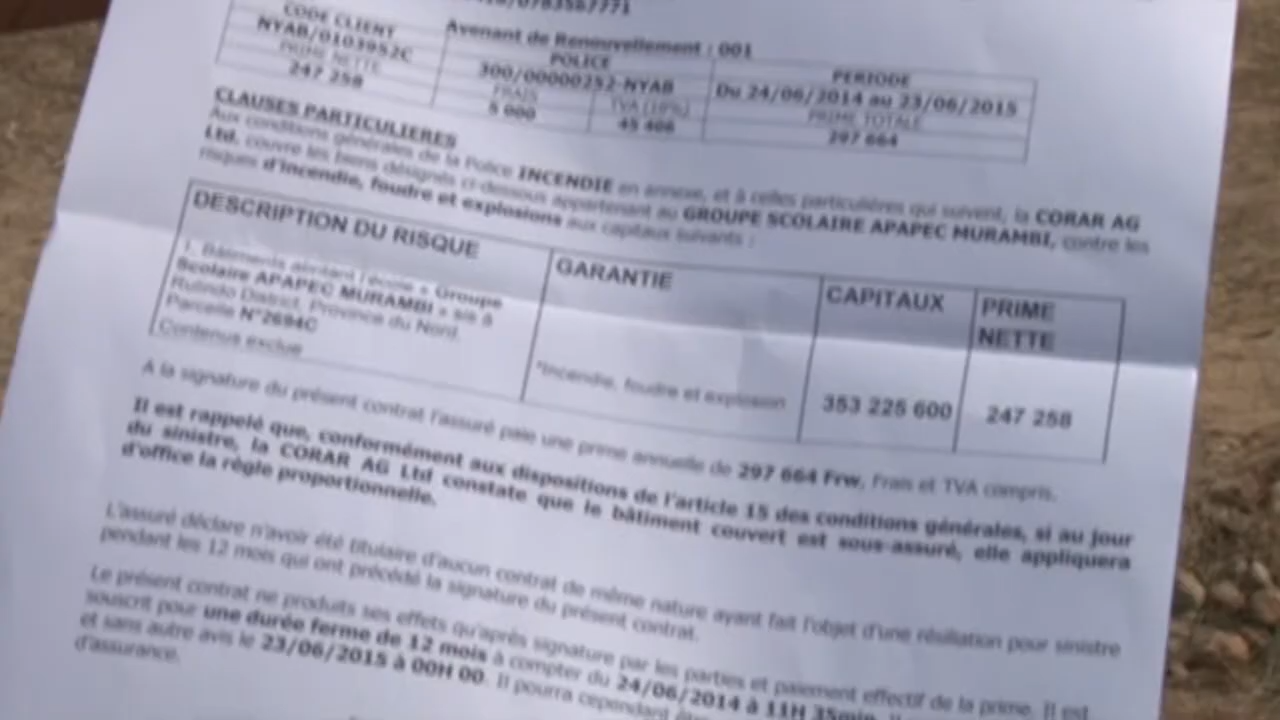 Avenant de Renouvellement : 001
CODE CLIENT
POLICE
PERIODE
NYAB/0103952C
300/00000252-NYAB
Du 24/06/2014 au 23/06/2015
PRIME NETTE
FRAIS
TVA (18%)
PRIME TOTALE
247 258
5 000
45 406
297 664
CLAUSES PARTICULIERES
Aux conditions générales de la Police INCENDIE en annexe, et à celles particulières qui suivent, la CORAR AG
Ltd. couvre les biens désignés ci-dessous appartenant au GROUPE SCOLAIRE APAPEC MURAMBI, contre les
risques d'incendie, foudre et explosions aux capitaux suivants :
DESCRIPTION DU RISQUE
GARANTIE
CAPITAUX
PRIME
NETTE
1. Bâtiments abritant l'école « Groupe
Scolaire APAPEC MURAMBI » sis à
Rulindo District, Province du Nord
Parcelle N°2694C
Contenus exclue
*Incendie, foudre et explosion
353 225 600
247 258
A la signature du présent contrat l'assuré paie une prime annuelle de 297 664 Frw, Frais et TVA compris.
Il est rappelé que, conformément aux dispositions de l'article 15 des conditions générales, si au jour
du sinistre, la CORAR AG Ltd constate que le bâtiment couvert est sous-assuré, elle appliquera
d'office la règle proportionnelle.
L'assuré déclare n'avoir été titulaire d'aucun contrat de même nature ayant fait l'objet d'une résiliation pour sinistre
pendant les 12 mois qui ont précédé la signature du présent contrat.
Le présent contrat ne produits ses effets qu'après signature par les parties et paiement effectif de la prime. Il est
souscrit pour une durée ferme de 12 mois à compter du 24/06/2014 à 11H 35min.
et sans autre avis le 23/06/2015 à 00H 00. Il pourra cependant
d'assurance.